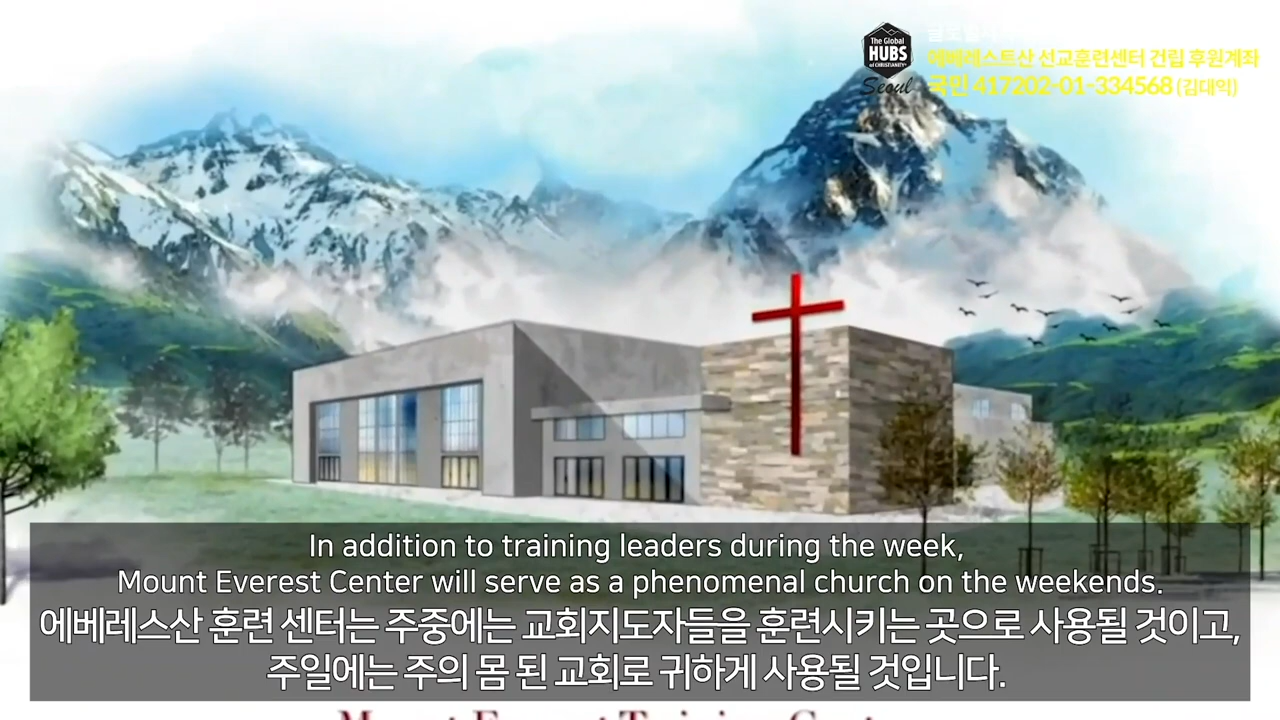 The Global
HUBS
of CHRISTIANITY
Seoul
에베레스트산 선교훈련센터 건립 후원계좌
국민 417202-01-334568 (김대억)
In addition to training leaders during the week,
Mount Everest Center will serve as a phenomenal church on the weekends.
에베레스산 훈련 센터는 주중에는 교회지도자들을 훈련시키는 곳으로 사용될 것이고,
주일에는 주의 몸 된 교회로 귀하게 사용될 것입니다.